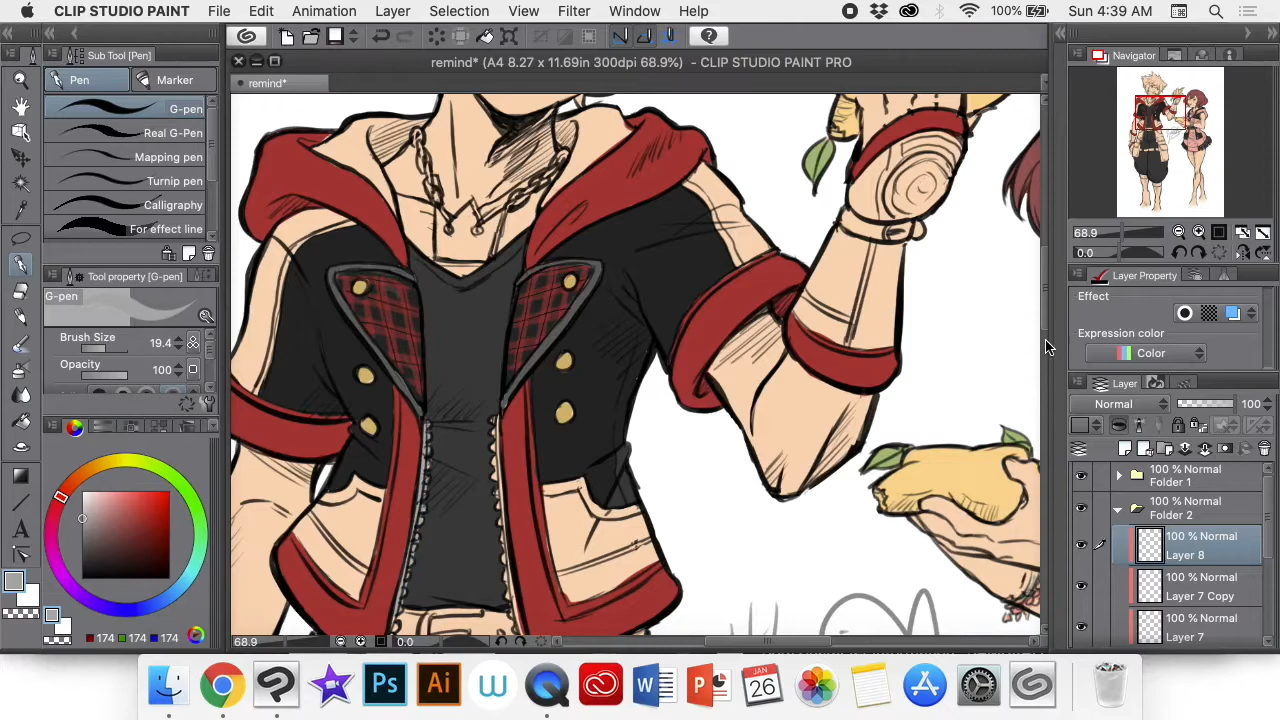 CLIP STUDIO PAINT File Edit Animation Layer Selection View Filter Window Help 100% Sun 4:39 AM
Sub Tool [Pen]
Pen Marker
G-pen
Real G-Pen
Mapping pen
Turnip pen
Calligraphy
For effect line
Tool property [G-pen]
G-pen
Brush Size 19.4
Opacity 100
174 174 174
remind* (A4 8.27 x 11.69in 300dpi 68.9%) - CLIP STUDIO PAINT PRO
remind*
68.9 0.0
Navigator
68.9
0.0
Layer Property
Effect
Expression color
Color
Layer
Normal 100
100 % Normal
Folder 1
100 % Normal
Folder 2
100 % Normal
Layer 8
100 % Normal
Layer 7 Copy
100 % Normal
Layer 7
Ps Ai W P JAN
26